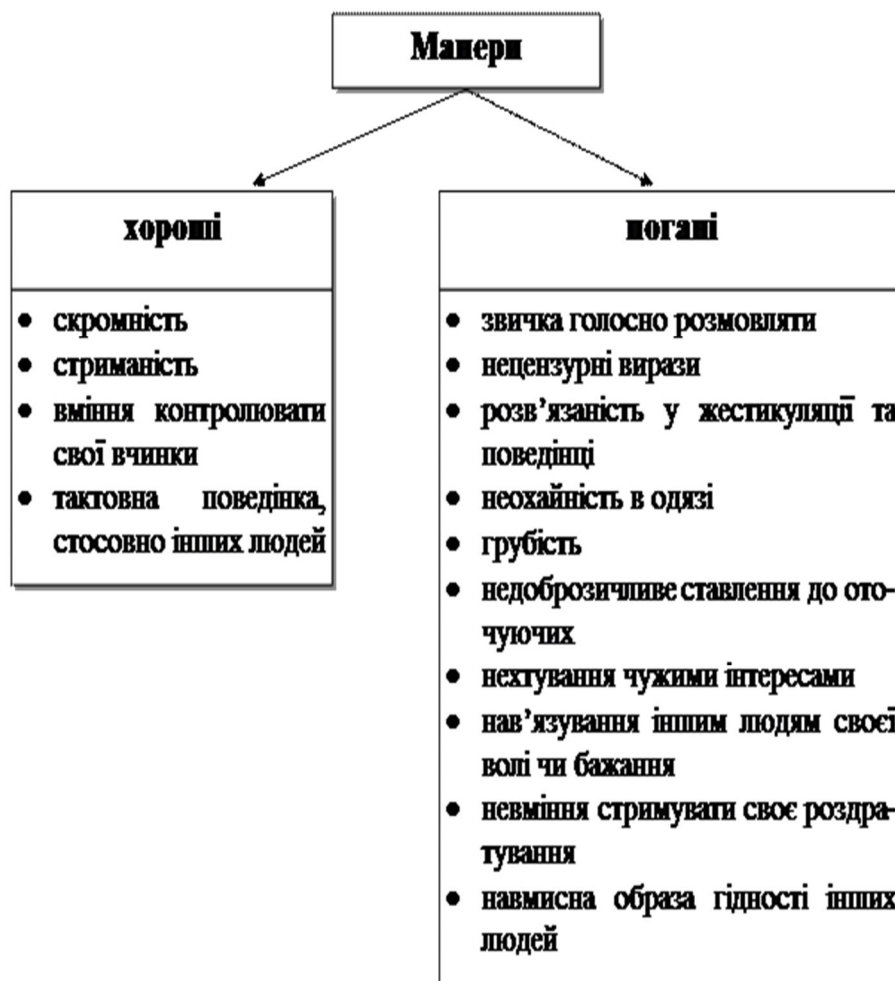 Манери
хороші
• скромність
• стриманість
• вміння контролювати
свої вчинки
• тактовна поведінка,
стосовно інших людей
погані
• звичка голосно розмовляти
• нецензурні вирази
• розв’язаність у жестикуляції та
поведінці
• неохайність в одязі
• грубість
• недоброзичливе ставлення до ото-
чуючих
• нехтування чужими інтересами
• нав’язування іншим людям своєї
волі чи бажання
• невміння стримувати своє роздра-
тування
• навмисна образа гідності інших
людей